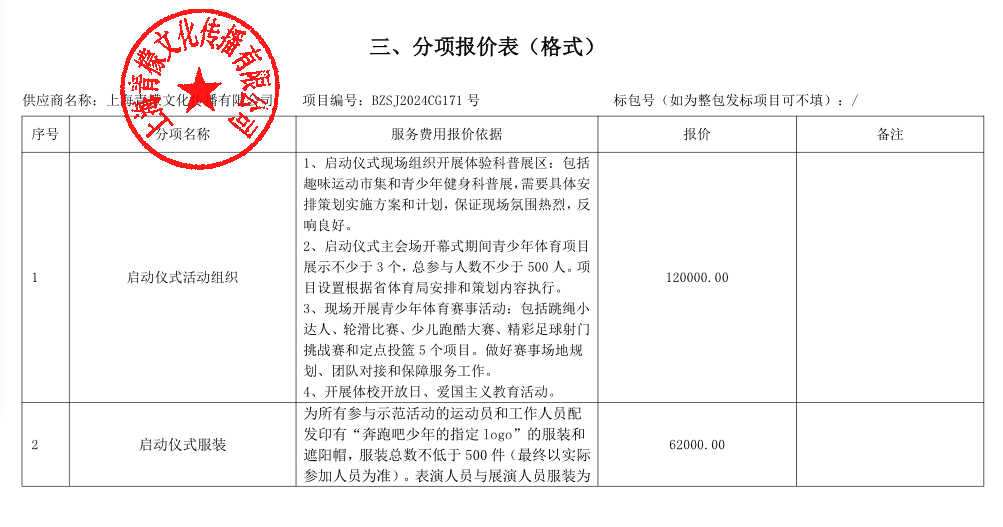 三、分项报价表（格式）
上海青檬文化传播有限公司
供应商名称：上海青檬文化传播有限公司 项目编号：BZSJ2024CG171 号 标包号（如为整包发标项目可不填）：/
序号 分项名称 服务费用报价依据 报价 备注
1、启动仪式现场组织开展体验科普展区：包括
趣味运动市集和青少年健身科普展，需要具体安
排策划实施方案和计划，保证现场氛围热烈，反
响良好。
2、启动仪式主会场开幕式期间青少年体育项目
展示不少于 3 个，总参与人数不少于 500 人。项
1 启动仪式活动组织 目设置根据省体育局安排和策划内容执行。 120000.00
3、现场开展青少年体育赛事活动：包括跳绳小
达人、轮滑比赛、少儿跑酷大赛、精彩足球射门
挑战赛和定点投篮 5 个项目。做好赛事场地规
划、团队对接和保障服务工作。
4、开展体校开放日、爱国主义教育活动。
为所有参与示范活动的运动员和工作人员配
发印有“奔跑吧少年的指定 logo”的服装和
2 启动仪式服装 遮阳帽，服装总数不低于 500 件（最终以实际 62000.00
参加人员为准）。表演人员与展演人员服装为